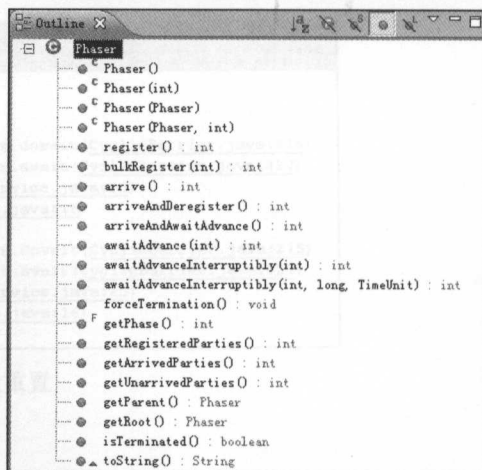 Outline
Phaser
Phaser()
Phaser(int)
Phaser(Phaser)
Phaser(Phaser, int)
register() : int
bulkRegister(int) : int
arrive() : int
arriveAndDeregister() : int
arriveAndAwaitAdvance() : int
awaitAdvance(int) : int
awaitAdvanceInterruptibly(int) : int
awaitAdvanceInterruptibly(int, long, TimeUnit) : int
forceTermination() : void
getPhase() : int
getRegisteredParties() : int
getArrivedParties() : int
getUnarrivedParties() : int
getParent() : Phaser
getRoot() : Phaser
isTerminated() : boolean
toString() : String